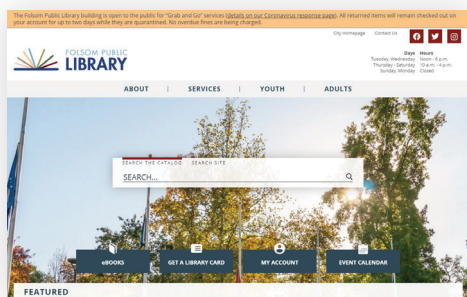 The Folsom Public Library building is open to the public for "Grab and Go" services (details on our Coronavirus response page). All returned items will remain checked out on
your account for up to two days while they are quarantined. No overdue fines are being charged.
City Homepage Contact Us
FOLSOM PUBLIC
LIBRARY
Days Hours
Tuesday, Wednesday Noon - 6 p.m.
Thursday - Saturday 10 a.m. - 4 p.m.
Sunday, Monday Closed
ABOUT | SERVICES | YOUTH | ADULTS
SEARCH THE CATALOG SEARCH SITE
SEARCH...
eBOOKS GET A LIBRARY CARD MY ACCOUNT EVENT CALENDAR
FEATURED